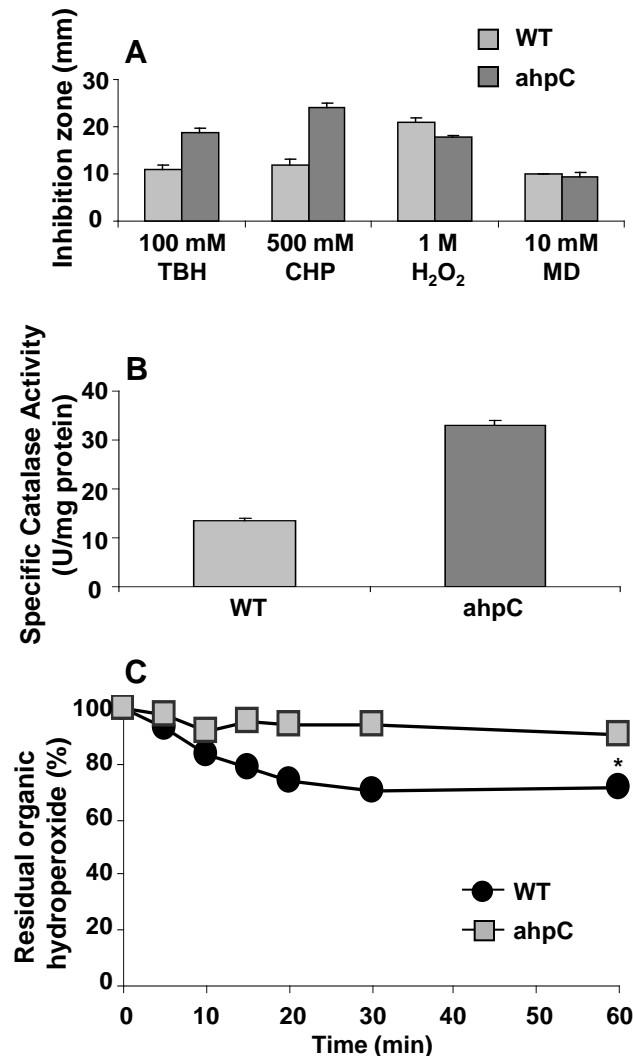 A
WT
ahpC
Inhibition zone (mm)
30
20
10
0
100 mM 500 mM 1 M 10 mM
TBH CHP H₂O₂ MD
B
Specific Catalase Activity
(U/mg protein)
40
30
20
10
0
WT ahpC
C
Residual organic
hydroperoxide (%)
100
80
60
40
20
0
*
WT
ahpC
0 10 20 30 40 50 60
Time (min)